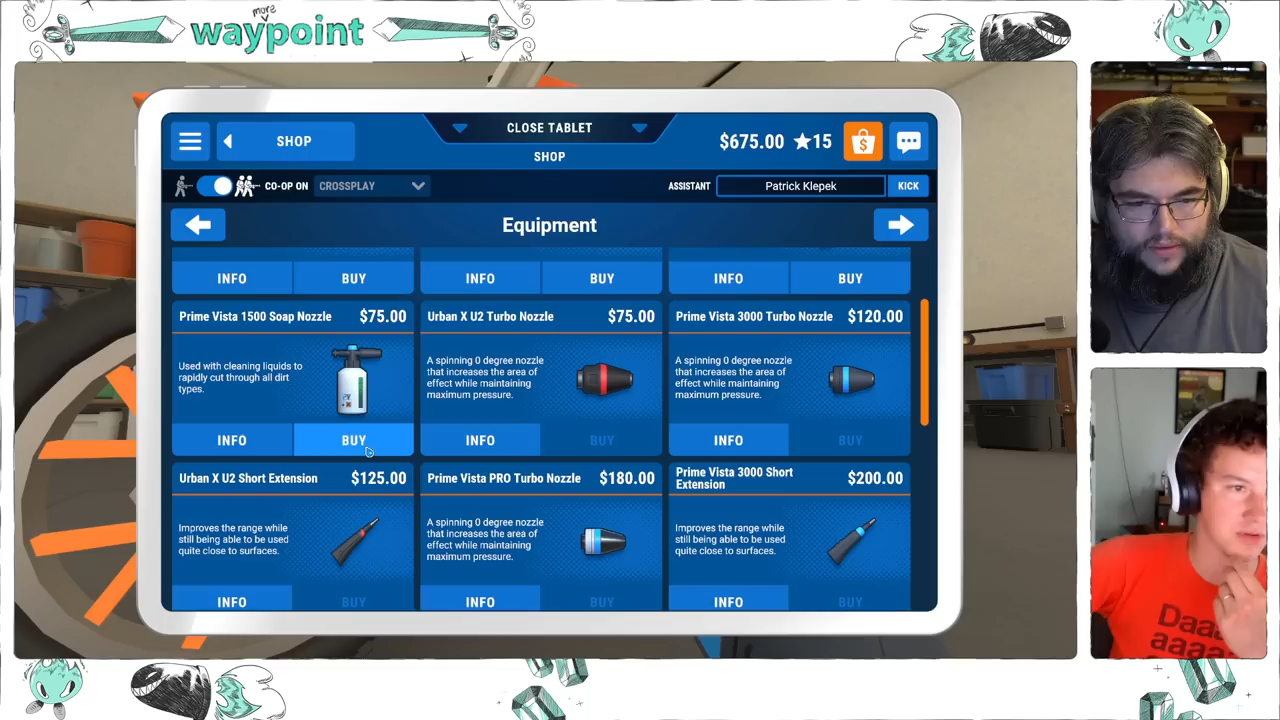 more
waypoint
SHOP
CLOSE TABLET
SHOP
$675.00 ★15
CO-OP ON
CROSSPLAY
ASSISTANT
Patrick Klepek
KICK
Equipment
INFO BUY INFO BUY INFO BUY
Prime Vista 1500 Soap Nozzle $75.00
Used with cleaning liquids to
rapidly cut through all dirt
types.
INFO BUY
Urban X U2 Turbo Nozzle $75.00
A spinning 0 degree nozzle
that increases the area of
effect while maintaining
maximum pressure.
INFO BUY
Prime Vista 3000 Turbo Nozzle $120.00
A spinning 0 degree nozzle
that increases the area of
effect while maintaining
maximum pressure.
INFO BUY
Urban X U2 Short Extension $125.00
Improves the range while
still being able to be used
quite close to surfaces.
INFO BUY
Prime Vista PRO Turbo Nozzle $180.00
A spinning 0 degree nozzle
that increases the area of
effect while maintaining
maximum pressure.
INFO BUY
Prime Vista 3000 Short
Extension $200.00
Improves the range while
still being able to be used
quite close to surfaces.
INFO BUY